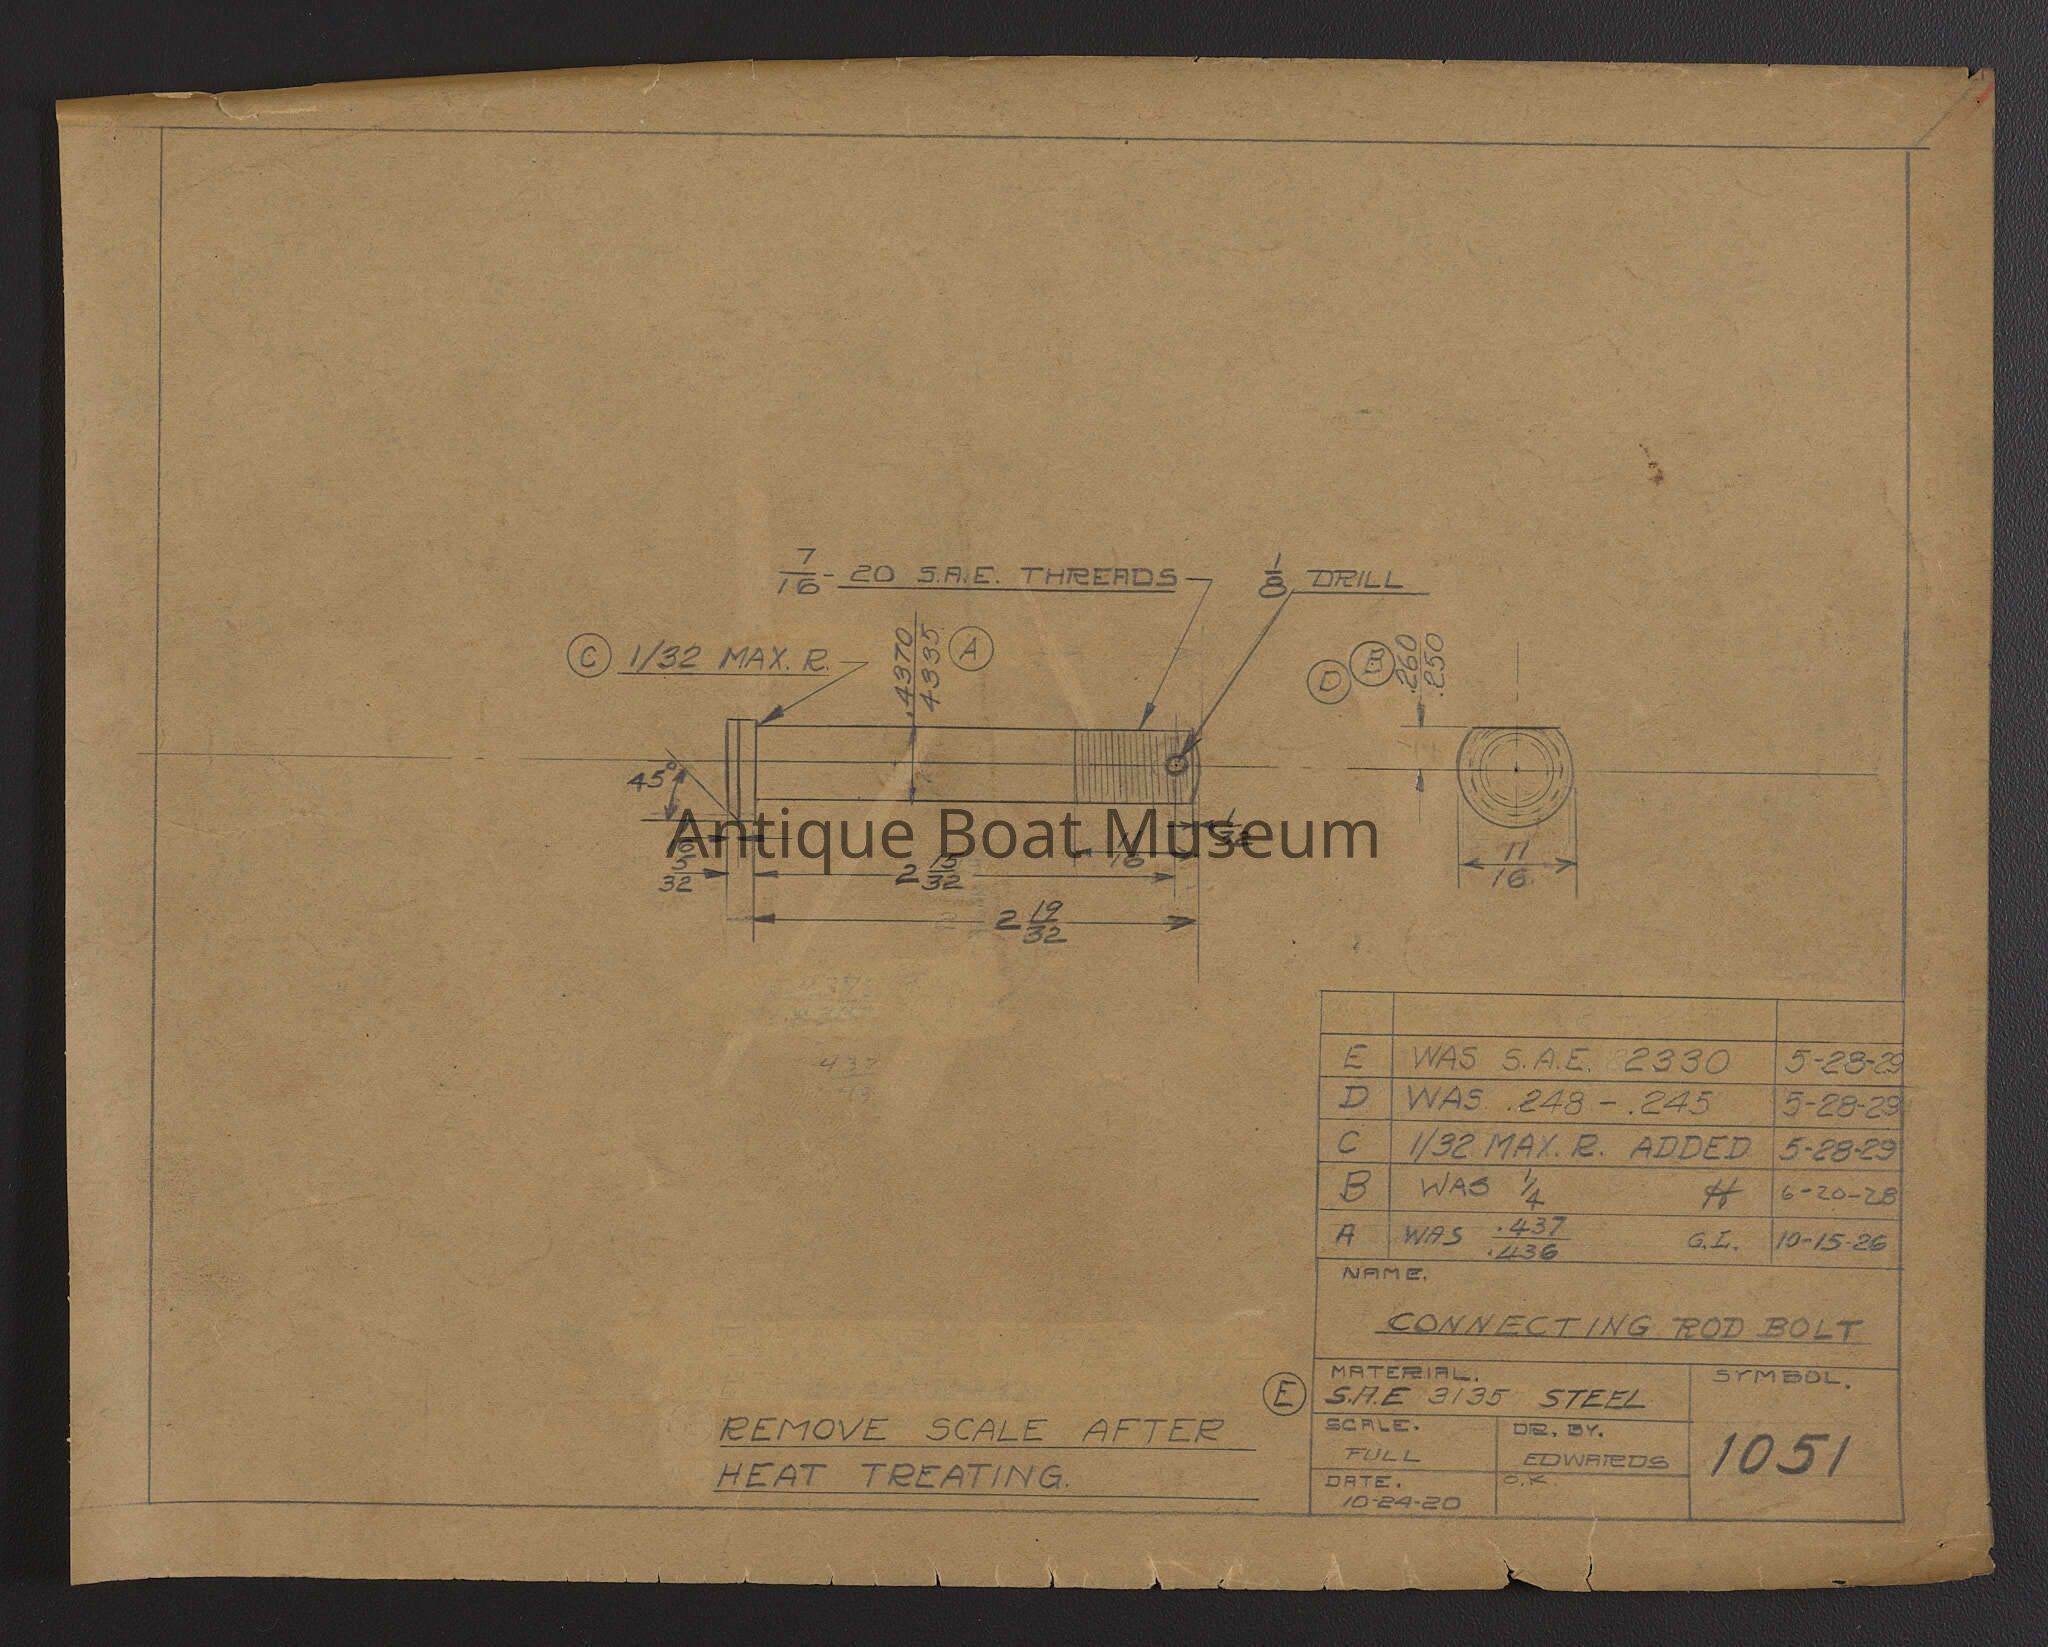 7/16 - 20 S.A.E. THREADS
1/8 DRILL
C 1/32 MAX. R.
.4370
.4335
A
D B .260
.250
45°
Antique Boat Museum
1/32
5/32
2 15/32
2 19/32
11/16
E WAS S.A.E. 2330 5-28-29
D WAS .248 - .245 5-28-29
C 1/32 MAX. R. ADDED 5-28-29
B WAS 1/4 H 6-20-28
A WAS .437 G.L. 10-15-26
.436
NAME.
CONNECTING ROD BOLT
E MATERIAL.
S.A.E 3135 STEEL
SYMBOL.
1051
SCALE.
FULL
DR. BY.
EDWARDS
DATE.
10-24-20
O.K.
REMOVE SCALE AFTER
HEAT TREATING.